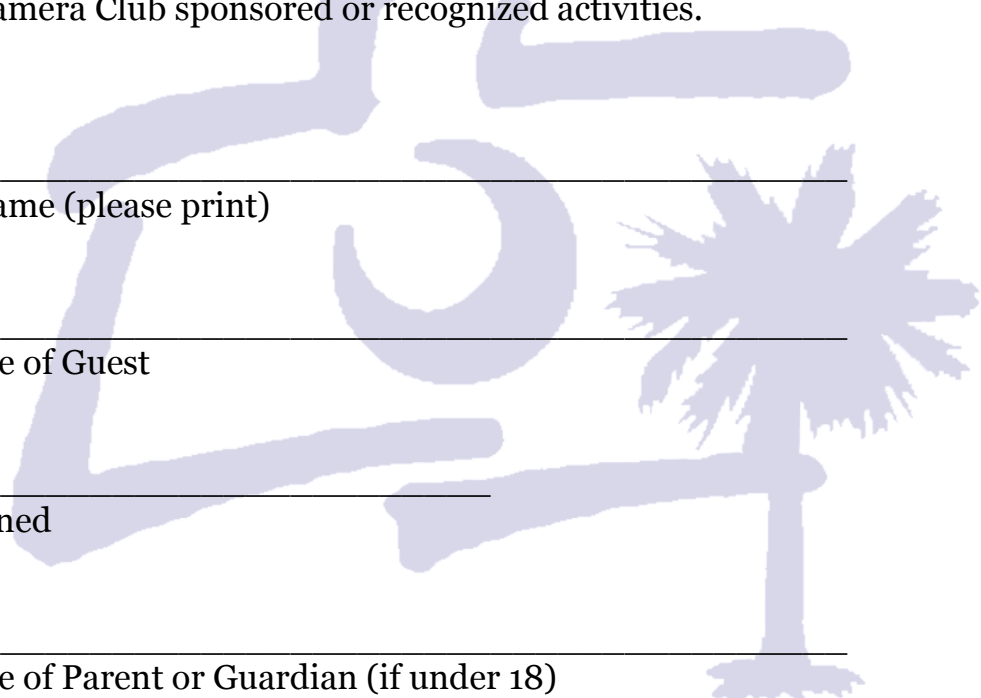 amera Club sponsored or recognized activities.
ame (please print)
e of Guest
ned
e of Parent or Guardian (if under 18)